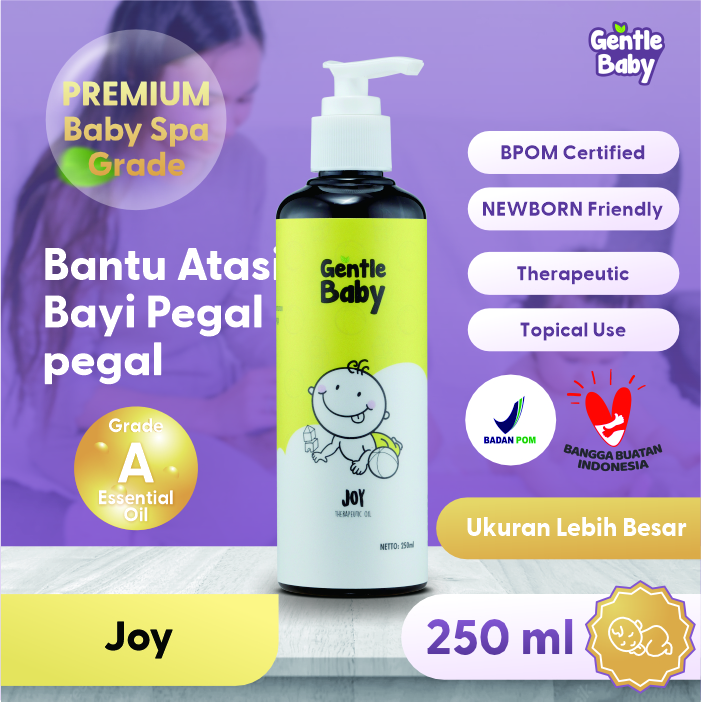 Gentle
Baby
PREMIUM
Baby Spa
Grade
BPOM Certified
NEWBORN Friendly
Therapeutic
Topical Use
Bantu Atasi
Bayi Pegal
pegal
Gentle
Baby
JOY
THERAPEUTIC OIL
NETTO: 250ml
Grade
A
Essential
Oil
BADAN POM
BANGGA BUATAN
INDONESIA
Ukuran Lebih Besar
Joy
250 ml